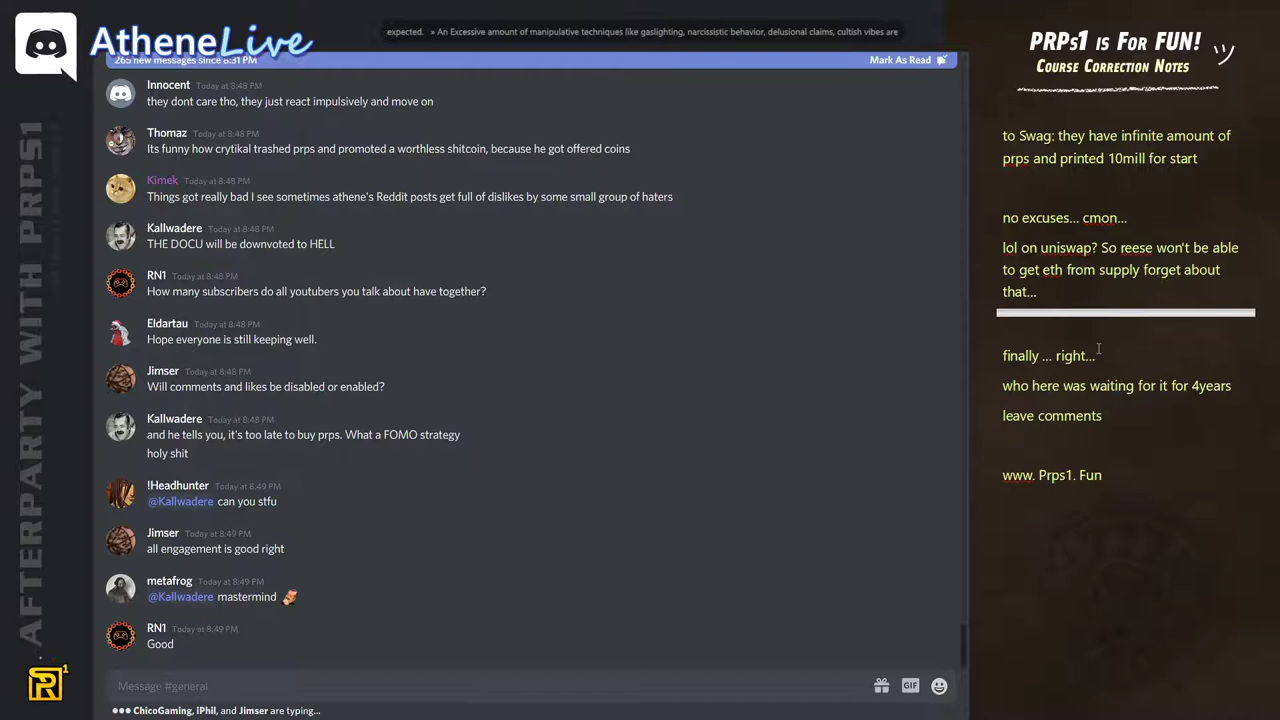 AtheneLive
expected. » An Excessive amount of manipulative techniques like gaslighting, narcissistic behavior, delusional claims, cultish vibes are
265 new messages since 8:31 PM
Mark As Read
Innocent Today at 8:48 PM
they dont care tho, they just react impulsively and move on
Thomaz Today at 8:48 PM
Its funny how crytikal trashed prps and promoted a worthless shitcoin, because he got offered coins
Kimek Today at 8:48 PM
Things got really bad I see sometimes athene's Reddit posts get full of dislikes by some small group of haters
Kallwadere Today at 8:48 PM
THE DOCU will be downvoted to HELL
RN1 Today at 8:48 PM
How many subscribers do all youtubers you talk about have together?
Eldartau Today at 8:48 PM
Hope everyone is still keeping well.
Jimser Today at 8:48 PM
Will comments and likes be disabled or enabled?
Kallwadere Today at 8:48 PM
and he tells you, it's too late to buy prps. What a FOMO strategy
holy shit
!Headhunter Today at 8:49 PM
@Kallwadere can you stfu
Jimser Today at 8:49 PM
all engagement is good right
metafrog Today at 8:49 PM
@Kallwadere mastermind
RN1 Today at 8:49 PM
Good
Message #general
GIF
ChicoGaming, iPhil, and Jimser are typing...
AFTERPARTY WITH PRPS1
R1
PRPs1 is For FUN!
Course Correction Notes
to Swag: they have infinite amount of
prps and printed 10mill for start
no excuses... cmon...
lol on uniswap? So reese won't be able
to get eth from supply forget about
that...
finally ... right...
who here was waiting for it for 4years
leave comments
www. Prps1. Fun